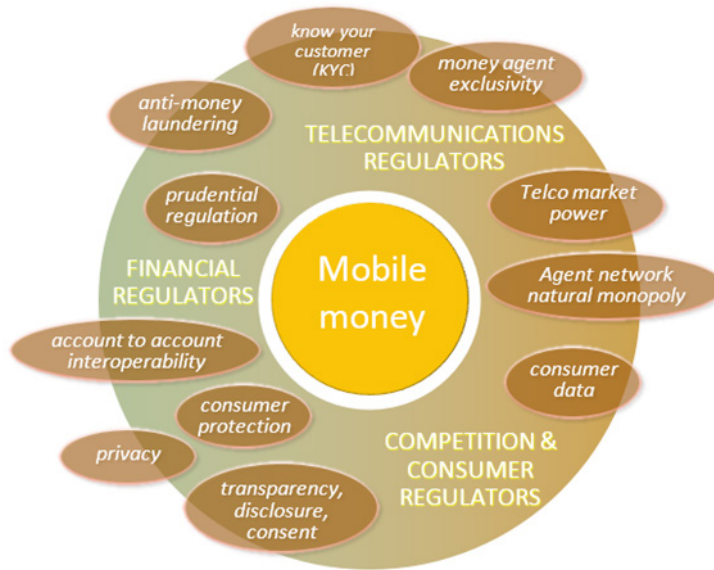 know your
customer
(KYC)
money agent
exclusivity
anti-money
laundering
TELECOMMUNICATIONS
REGULATORS
prudential
regulation
Telco market
power
Mobile
money
FINANCIAL
REGULATORS
Agent network
natural monopoly
account to account
interoperability
consumer
data
consumer
protection
COMPETITION &
CONSUMER
REGULATORS
privacy
transparency,
disclosure,
consent